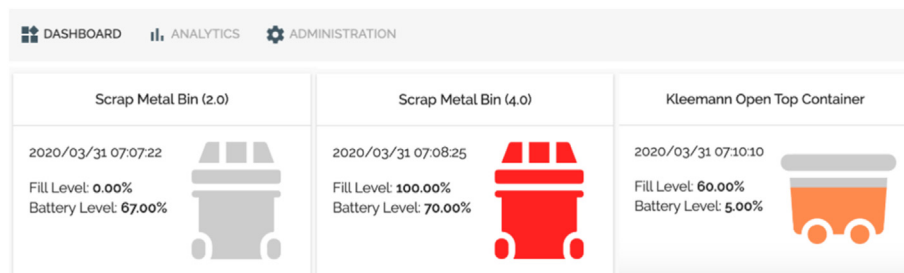 DASHBOARD ANALYTICS ADMINISTRATION
Scrap Metal Bin (2.0)
2020/03/31 07:07:22
Fill Level: 0.00%
Battery Level: 67.00%
Scrap Metal Bin (4.0)
2020/03/31 07:08:25
Fill Level: 100.00%
Battery Level: 70.00%
Kleemann Open Top Container
2020/03/31 07:10:10
Fill Level: 60.00%
Battery Level: 5.00%